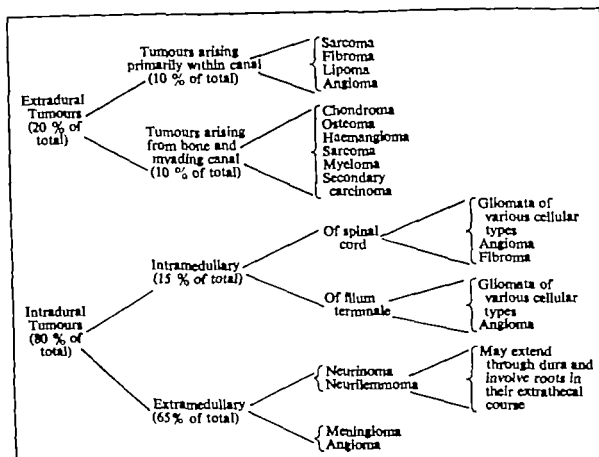 Extradural
Tumours
(20 % of
total)
Tumours arising
primarily within canal
(10 % of total)
Sarcoma
Fibroma
Lipoma
Angioma
Tumours arising
from bone and
invading canal
(10 % of total)
Chondroma
Osteoma
Haemangioma
Sarcoma
Myeloma
Secondary
carcinoma
Intradural
Tumours
(80 % of
total)
Intramedullary
(15 % of total)
Of spinal
cord
Gliomata of
various cellular
types
Angioma
Fibroma
Of filum
terminale
Gliomata of
various cellular
types
Angioma
Extramedullary
(65% of total)
Neurinoma
Neurilemmoma
May extend
through dura and
involve roots in
their extrathecal
course
Meningioma
Angioma